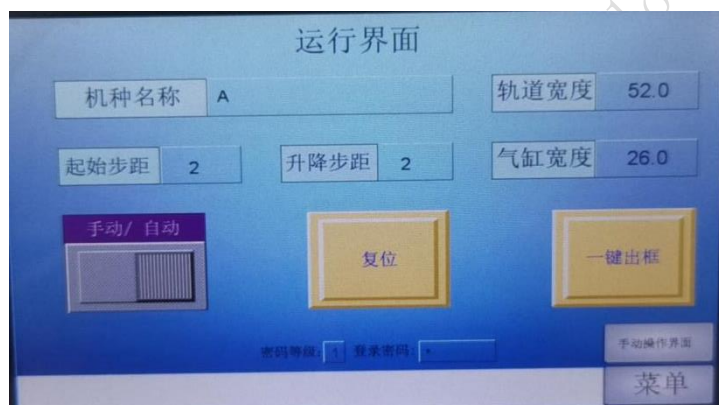 运行界面
机种名称 A 轨道宽度 52.0
起始步距 2 升降步距 2 气缸宽度 26.0
手动/ 自动
复位
一键出框
密码等级: 1 登录密码: *
手动操作界面
菜单